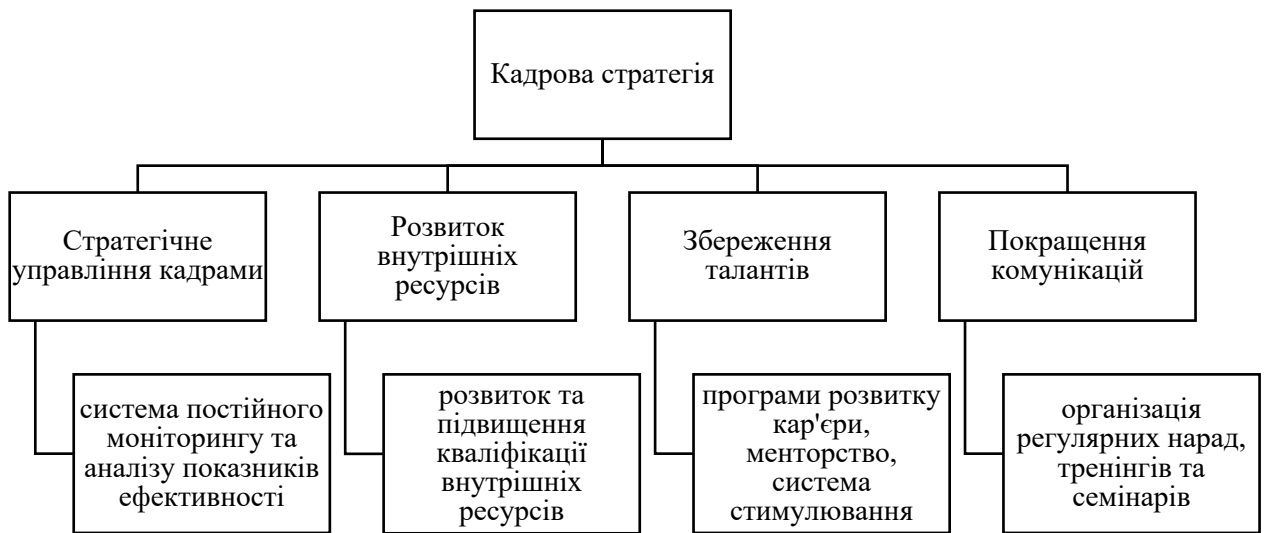 Кадрова стратегія
Стратегічне
управління кадрами
Розвиток
внутрішніх
ресурсів
Збереження
талантів
Покращення
комунікацій
система постійного
моніторингу та
аналізу показників
ефективності
розвиток та
підвищення
кваліфікації
внутрішніх
ресурсів
програми розвитку
кар'єри,
менторство,
система
стимулювання
організація
регулярних нарад,
тренінгів та
семінарів